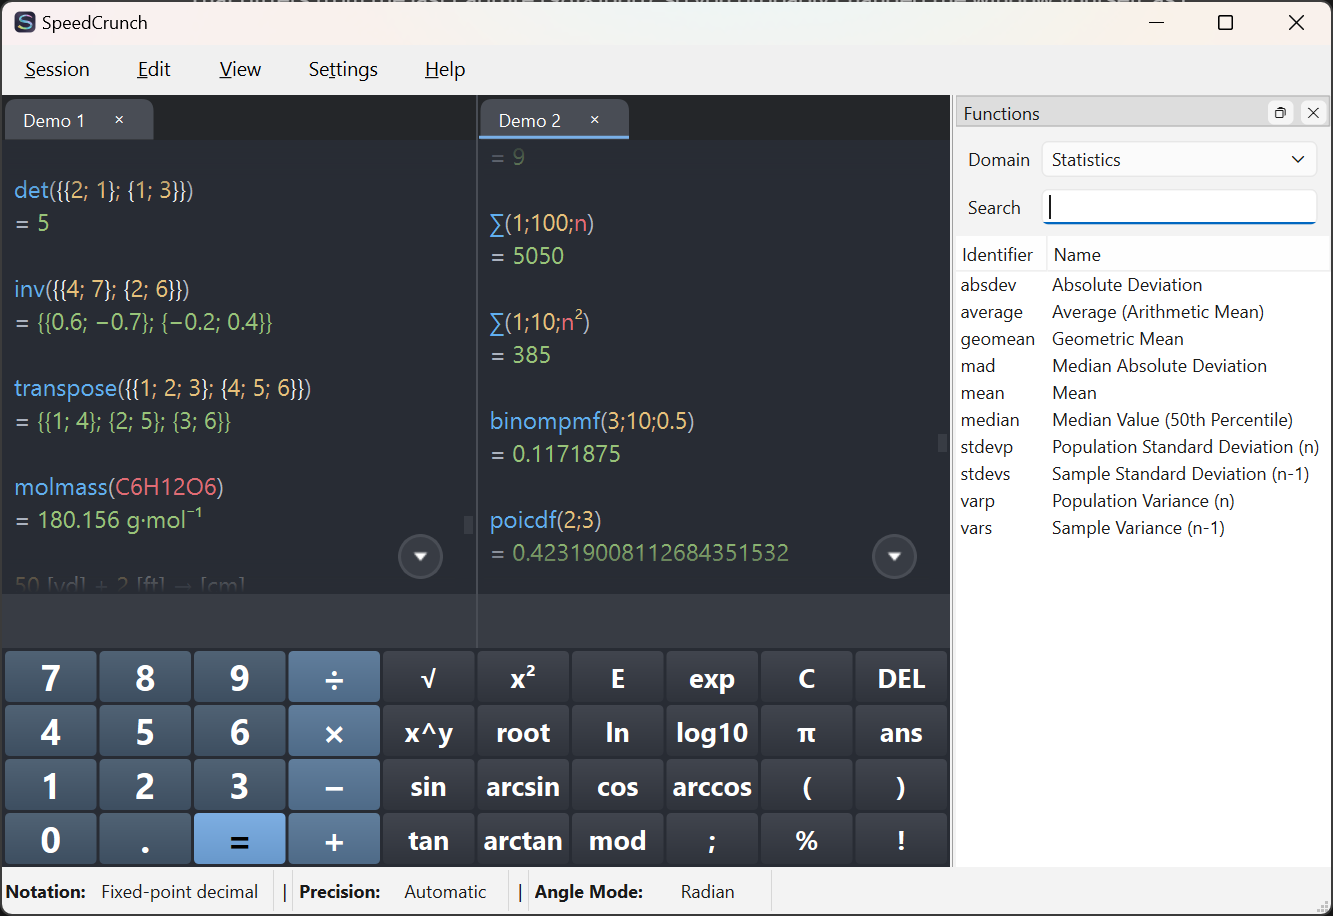 SpeedCrunch
Session Edit View Settings Help
Demo 1 ×
det({{2; 1}; {1; 3}})
= 5
inv({{4; 7}; {2; 6}})
= {{0.6; −0.7}; {−0.2; 0.4}}
transpose({{1; 2; 3}; {4; 5; 6}})
= {{1; 4}; {2; 5}; {3; 6}}
molmass(C6H12O6)
= 180.156 g·mol⁻¹
50 [yd] + 2 [ft] → [cm]
Demo 2 ×
= 9
∑(1;100;n)
= 5050
∑(1;10;n²)
= 385
binompmf(3;10;0.5)
= 0.1171875
poicdf(2;3)
= 0.42319008112684351532
Functions
Domain Statistics
Search
Identifier Name
absdev Absolute Deviation
average Average (Arithmetic Mean)
geomean Geometric Mean
mad Median Absolute Deviation
mean Mean
median Median Value (50th Percentile)
stdevp Population Standard Deviation (n)
stdevs Sample Standard Deviation (n-1)
varp Population Variance (n)
vars Sample Variance (n-1)
7 8 9 ÷ √ x² E exp C DEL
4 5 6 × x^y root ln log10 π ans
1 2 3 − sin arcsin cos arccos ( )
0 . = + tan arctan mod ; % !
Notation: Fixed-point decimal | Precision: Automatic | Angle Mode: Radian